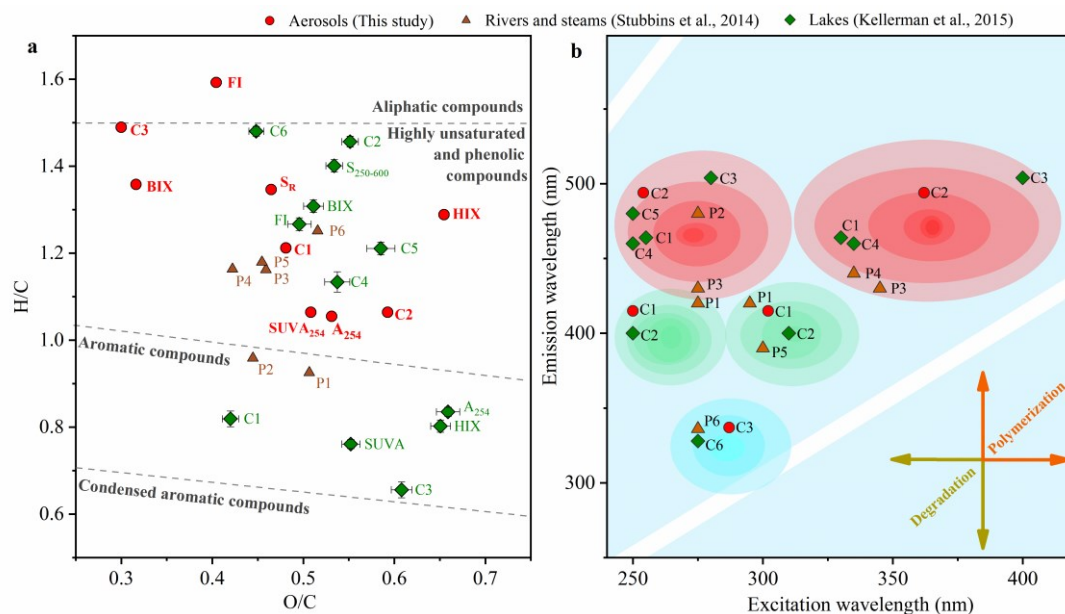 Aerosols (This study) Rivers and steams (Stubbins et al., 2014) Lakes (Kellerman et al., 2015)
a
1.6
1.4
1.2
1.0
0.8
0.6
H/C
0.3 0.4 0.5 0.6 0.7
O/C
FI
Aliphatic compounds
C3
Highly unsaturated
and phenolic
compounds
C6
C2
S250-600
BIX
SR
BIX
HIX
FI
P6
C1
C5
P5
P4
P3
C4
SUVA254
A254
C2
Aromatic compounds
P2
P1
C1
A254
HIX
SUVA
C3
Condensed aromatic compounds
b
500
400
300
Emission wavelength (nm)
250 300 350 400
Excitation wavelength (nm)
C2
C3
C5
P2
C1
C4
C2
C3
C1
C4
P4
P3
P3
P1
P1
C1
C1
C2
C2
P5
P6
C3
C6
Polymerization
Degradation